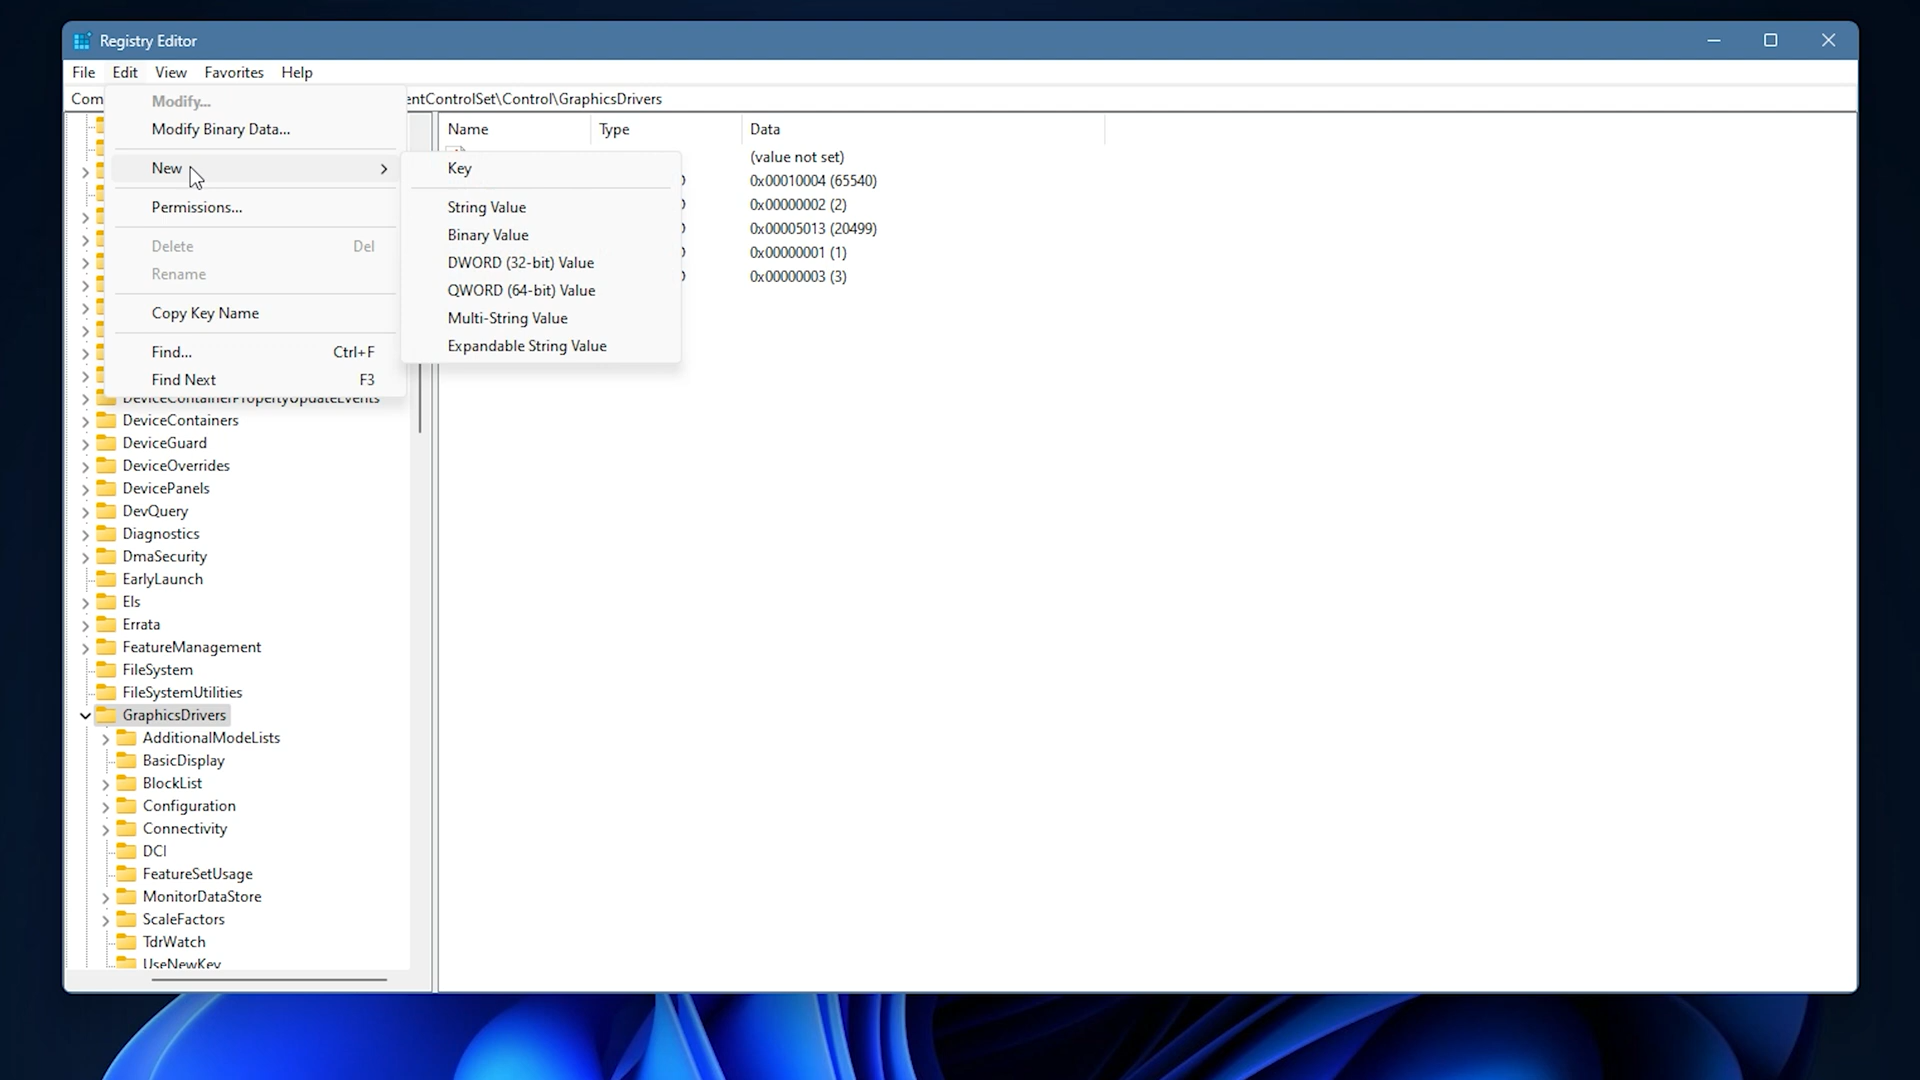 Registry Editor
File Edit View Favorites Help
Com entControlSet\Control\GraphicsDrivers
Modify...
Modify Binary Data...
New
Permissions...
Delete Del
Rename
Copy Key Name
Find... Ctrl+F
Find Next F3
Key
String Value
Binary Value
DWORD (32-bit) Value
QWORD (64-bit) Value
Multi-String Value
Expandable String Value
Name Type Data
(value not set)
0x00010004 (65540)
0x00000002 (2)
0x00005013 (20499)
0x00000001 (1)
0x00000003 (3)
DeviceContainerPropertyUpdateEvents
DeviceContainers
DeviceGuard
DeviceOverrides
DevicePanels
DevQuery
Diagnostics
DmaSecurity
EarlyLaunch
Els
Errata
FeatureManagement
FileSystem
FileSystemUtilities
GraphicsDrivers
AdditionalModeLists
BasicDisplay
BlockList
Configuration
Connectivity
DCI
FeatureSetUsage
MonitorDataStore
ScaleFactors
TdrWatch
UseNewKey